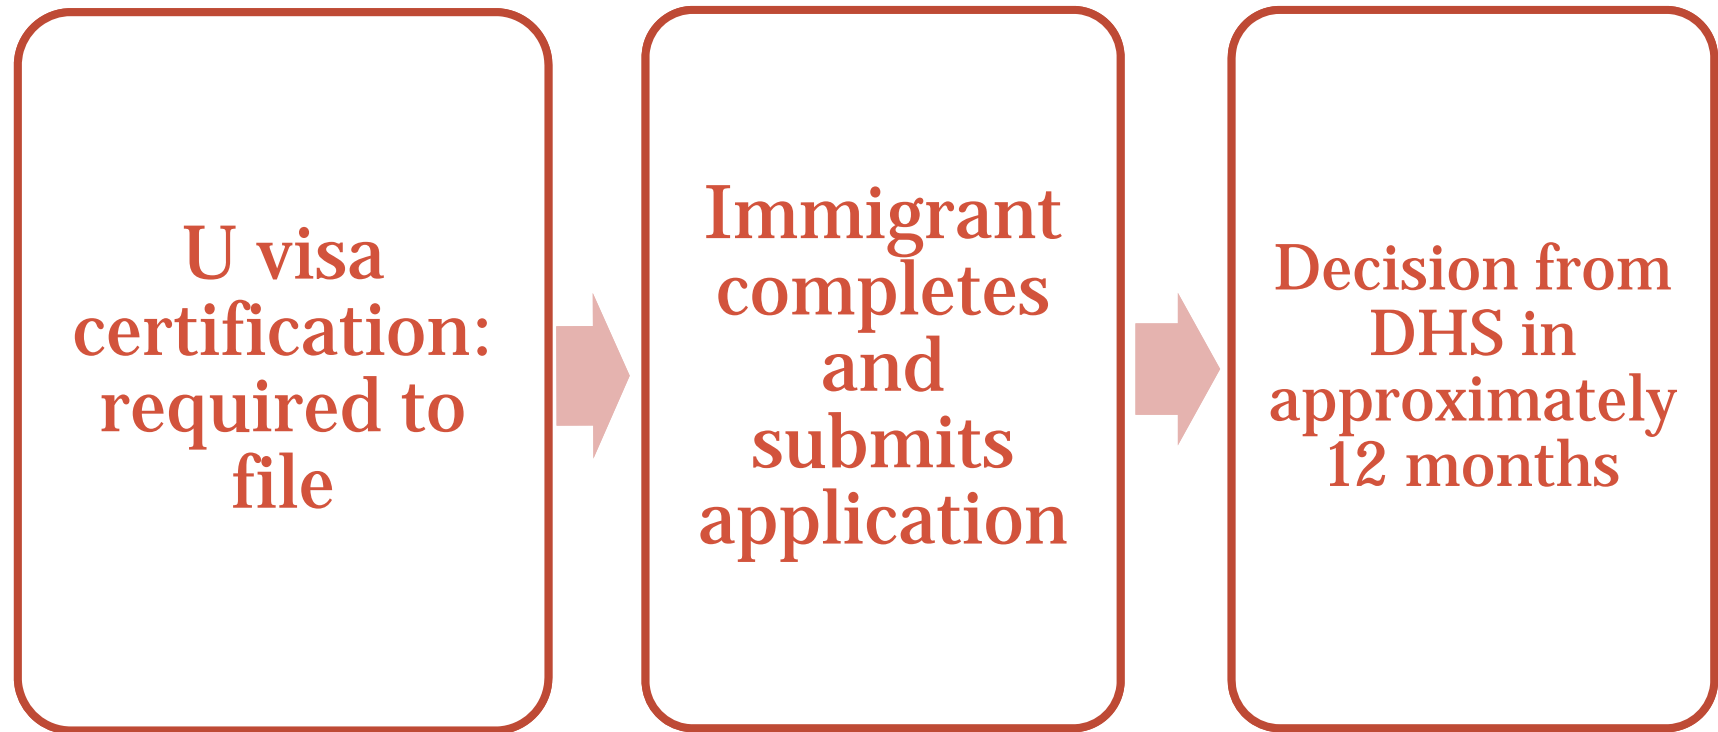 U visa
certification:
required to
file
Immigrant
completes
and
submits
application
Decision from
DHS in
approximately
12 months